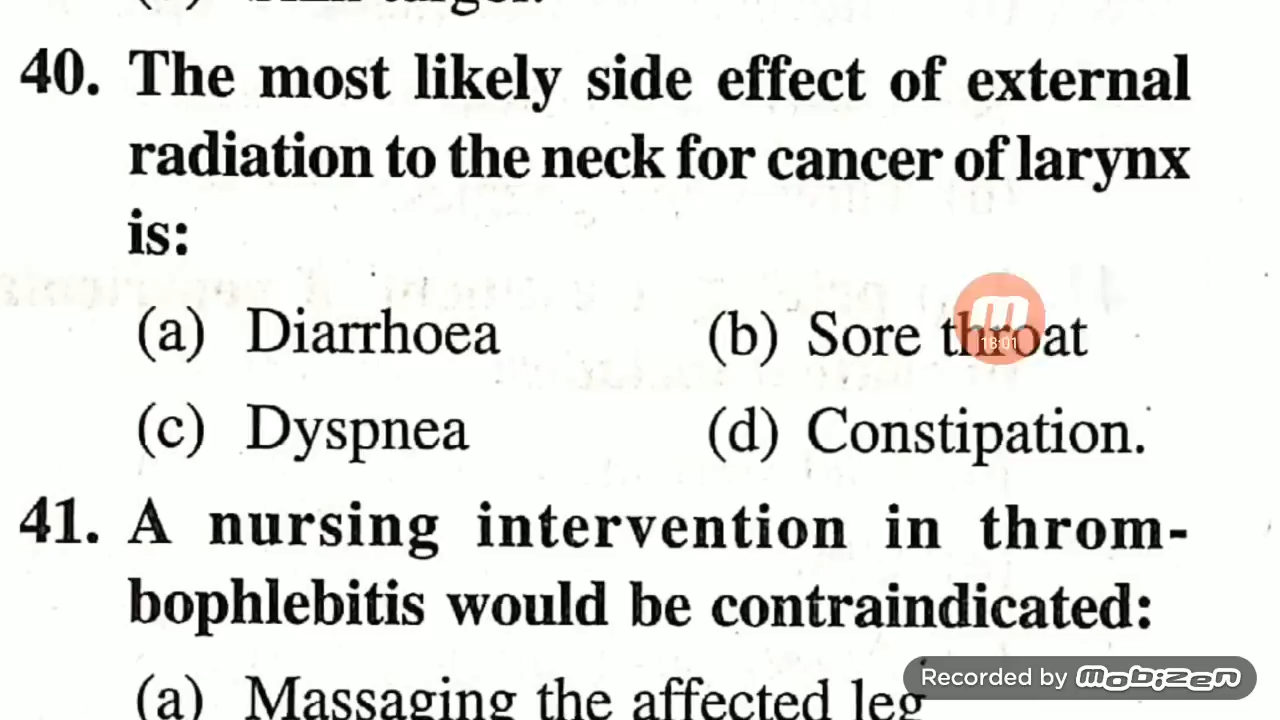 40. The most likely side effect of external
radiation to the neck for cancer of larynx
is:
(a) Diarrhoea (b) Sore throat
18:01
(c) Dyspnea (d) Constipation.
41. A nursing intervention in throm-
bophlebitis would be contraindicated:
(a) Massaging the affected leg
Recorded by mobizen